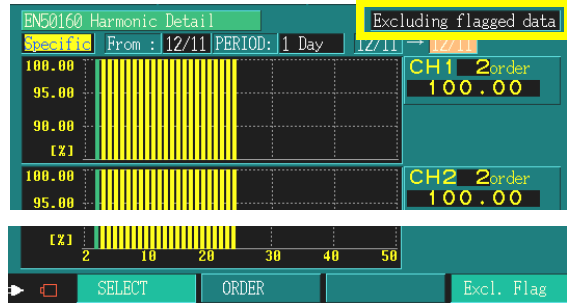 EN50160 Harmonic Detail
Excluding flagged data
Specific From : 12/11 PERIOD: 1 Day 12/11 → 12/11
100.00
CH1 2order
95.00
100.00
90.00
[%]
100.00
CH2 2order
95.00
100.00
[%]
2 10 20 30 40 50
SELECT ORDER Excl. Flag